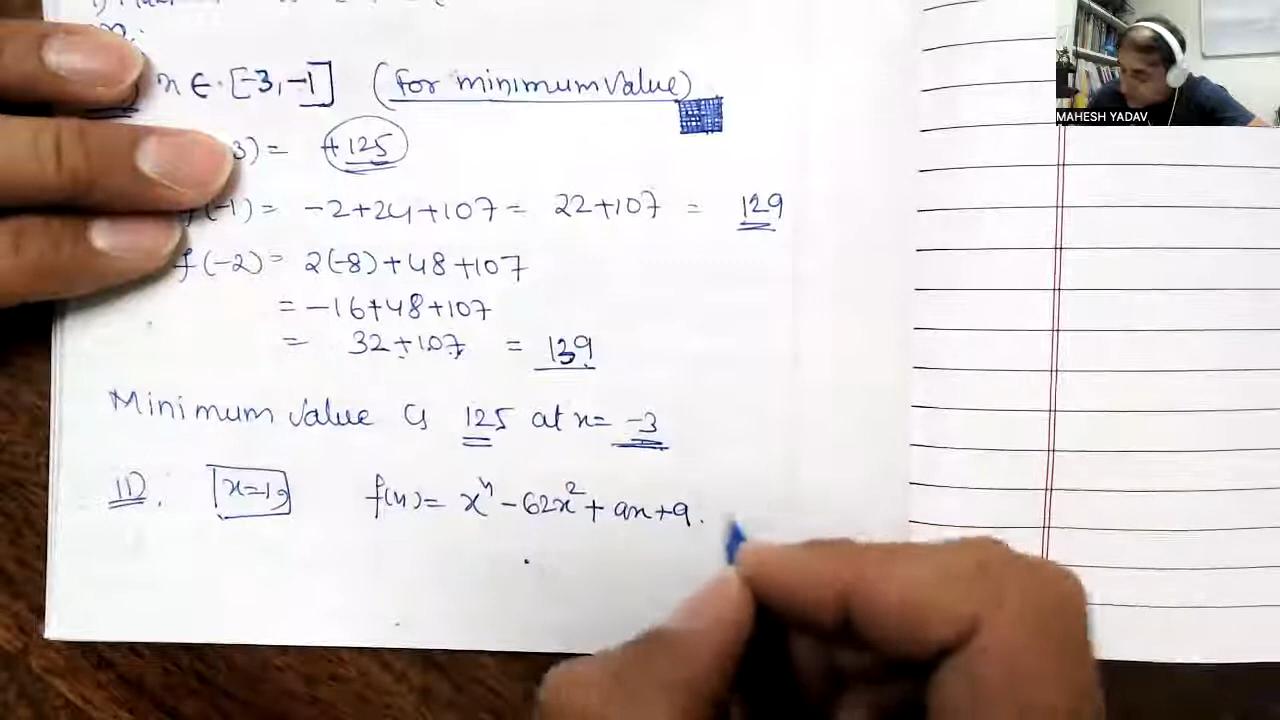 x ∈ [-3, -1] (for minimum value)
3) = +125
f(-1) = -2+24+107 = 22+107 = 129
f(-2) = 2(-8)+48+107
= -16+48+107
= 32+107 = 139
Minimum value is 125 at x= -3
11). x=1, f(x)= x⁴ - 62x² + ax+9.
MAHESH YADAV